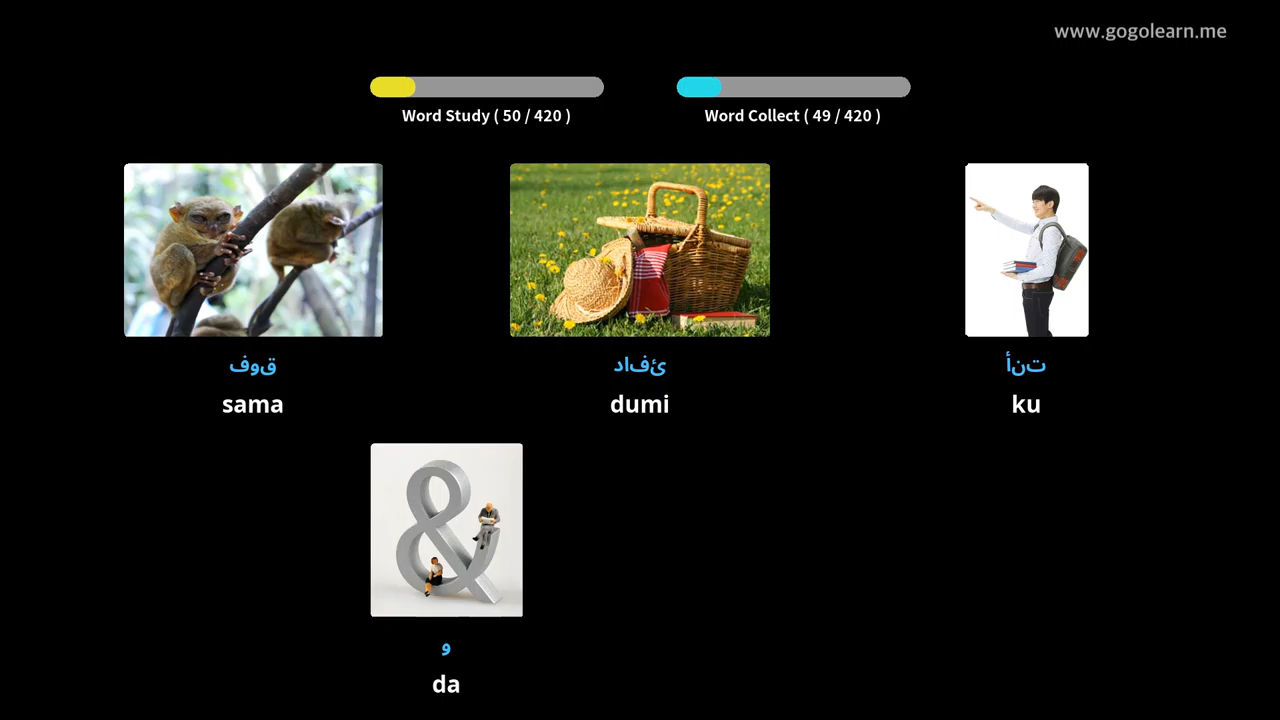 www.gogolearn.me
Word Study ( 50 / 420 )
Word Collect ( 49 / 420 )
قوف
sama
ئفاد
dumi
تنأ
ku
و
da